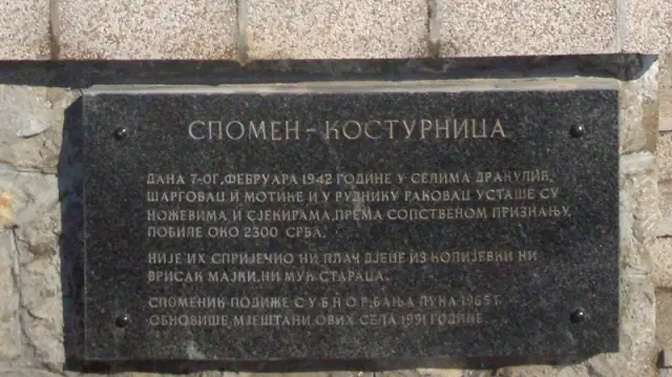 СПОМЕН-КОСТУРНИЦА
ДАНА 7-ОГ, ФЕБРУАРА 1942 ГОДИНЕ У СЕЛИМА ДРАКУЛИЋ,
ШАРГОВАЦ И МОТИКЕ И У РУДНИКУ РАКОВАЦ УСТАШЕ СУ
НОЖЕВИМА И СЈЕКИРАМА, ПРЕМА СОПСТВЕНОМ ПРИЗНАЊУ,
ПОБИЛЕ ОКО 2300 СРБА.
НИЈЕ ИХ СПРИЈЕЧИО НИ ПЛАЧ ДЈЕЦЕ ИЗ КОЛИЈЕВКИ НИ
ВРИСАК МАЈКИ, НИ МУК СТАРАЦА.
СПОМЕНИК ПОДИЖЕ С У Б Н О Р, БАЊА ЛУКА 1965 Г.
ОБНОВИШЕ МЈЕШТАНИ ОВИХ СЕЛА 1991 ГОДИНЕ.